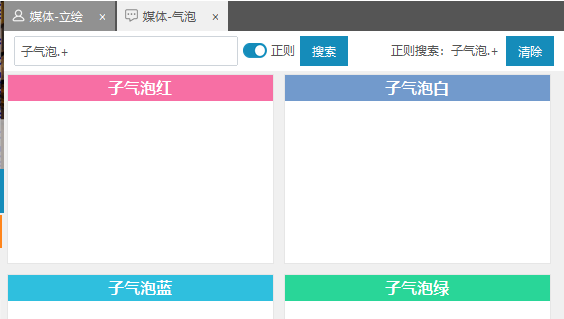 媒体-立绘 × 媒体-气泡 ×
子气泡.+ 正则 搜索 正则搜索：子气泡.+ 清除
子气泡红 子气泡白
子气泡蓝 子气泡绿